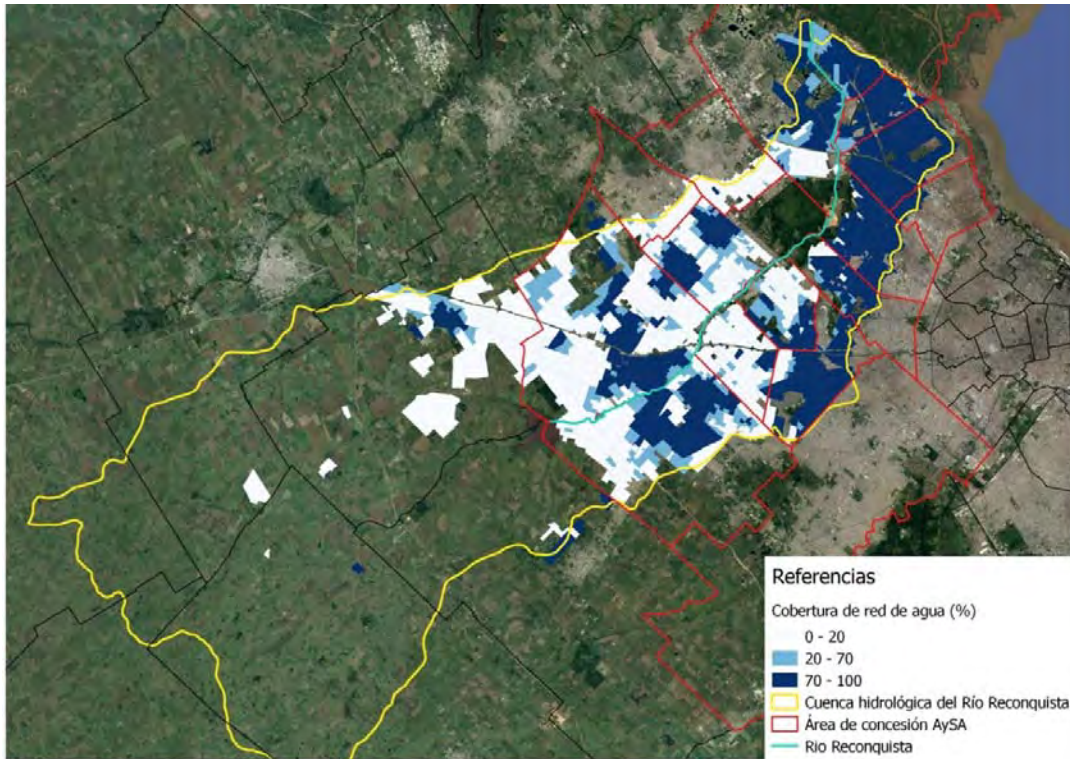 Referencias
Cobertura de red de agua (%)
0 - 20
20 - 70
70 - 100
Cuenca hidrológica del Río Reconquista
Área de concesión AySA
Rio Reconquista